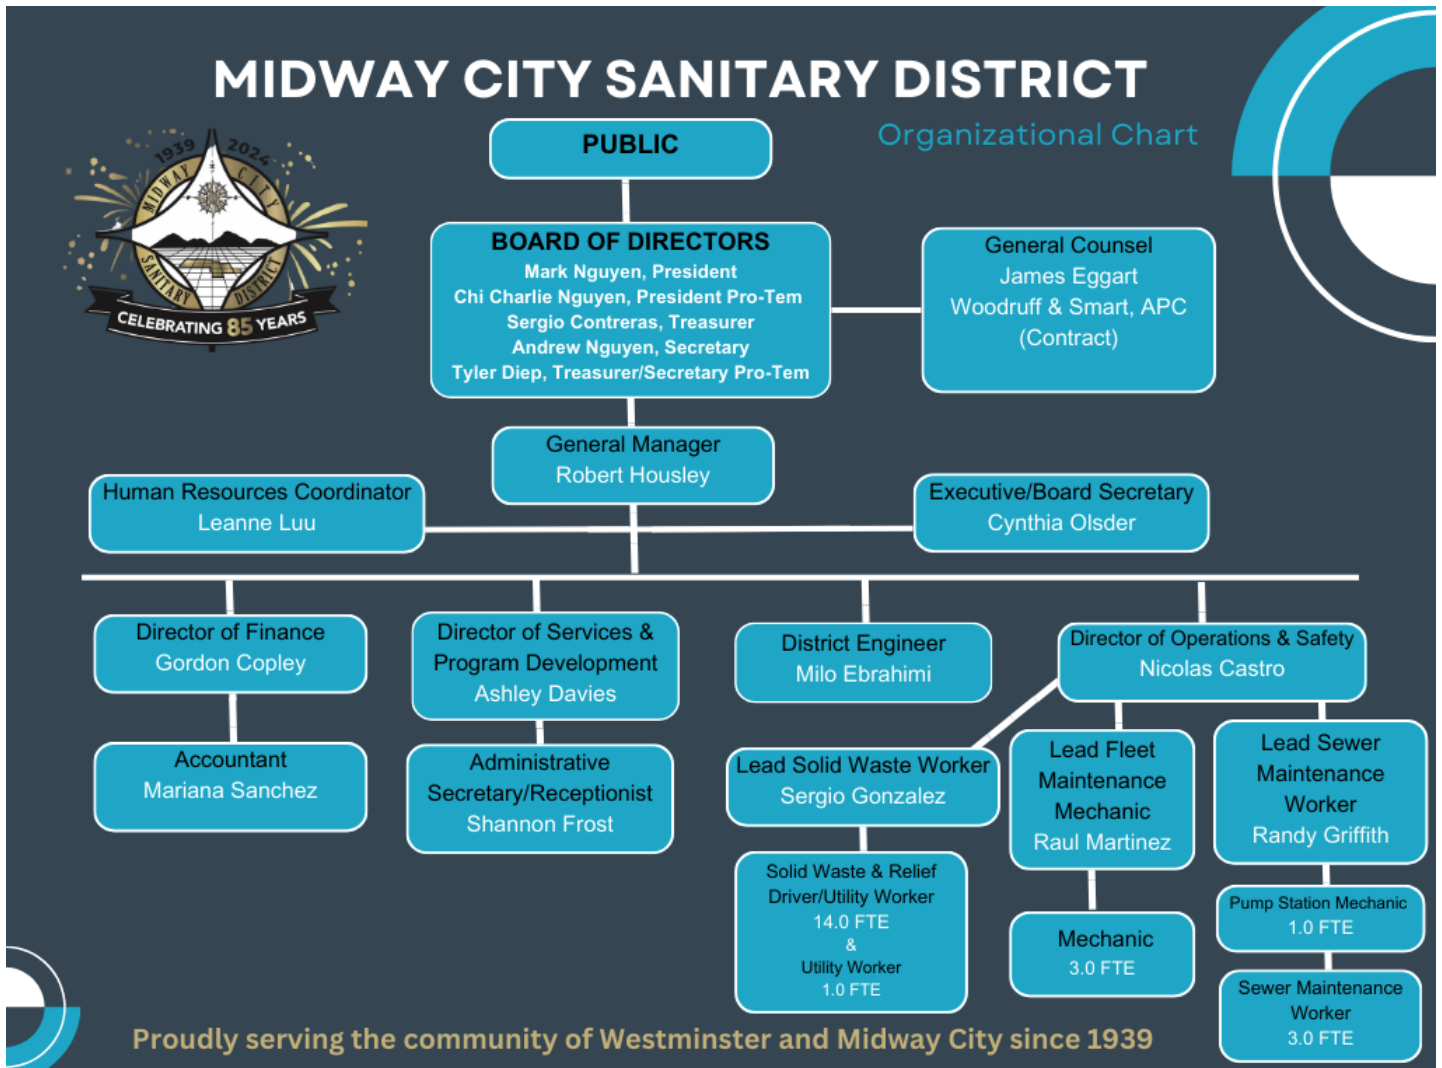 MIDWAY CITY SANITARY DISTRICT
Organizational Chart
1939 2024
MIDWAY CITY
SANITARY DISTRICT
CELEBRATING 85 YEARS
PUBLIC
BOARD OF DIRECTORS
Mark Nguyen, President
Chi Charlie Nguyen, President Pro-Tem
Sergio Contreras, Treasurer
Andrew Nguyen, Secretary
Tyler Diep, Treasurer/Secretary Pro-Tem
General Counsel
James Eggart
Woodruff & Smart, APC
(Contract)
General Manager
Robert Housley
Human Resources Coordinator
Leanne Luu
Executive/Board Secretary
Cynthia Olsder
Director of Finance
Gordon Copley
Director of Services &
Program Development
Ashley Davies
District Engineer
Milo Ebrahimi
Director of Operations & Safety
Nicolas Castro
Accountant
Mariana Sanchez
Administrative
Secretary/Receptionist
Shannon Frost
Lead Solid Waste Worker
Sergio Gonzalez
Lead Fleet
Maintenance
Mechanic
Raul Martinez
Lead Sewer
Maintenance
Worker
Randy Griffith
Solid Waste & Relief
Driver/Utility Worker
14.0 FTE
&
Utility Worker
1.0 FTE
Mechanic
3.0 FTE
Pump Station Mechanic
1.0 FTE
Sewer Maintenance
Worker
3.0 FTE
Proudly serving the community of Westminster and Midway City since 1939